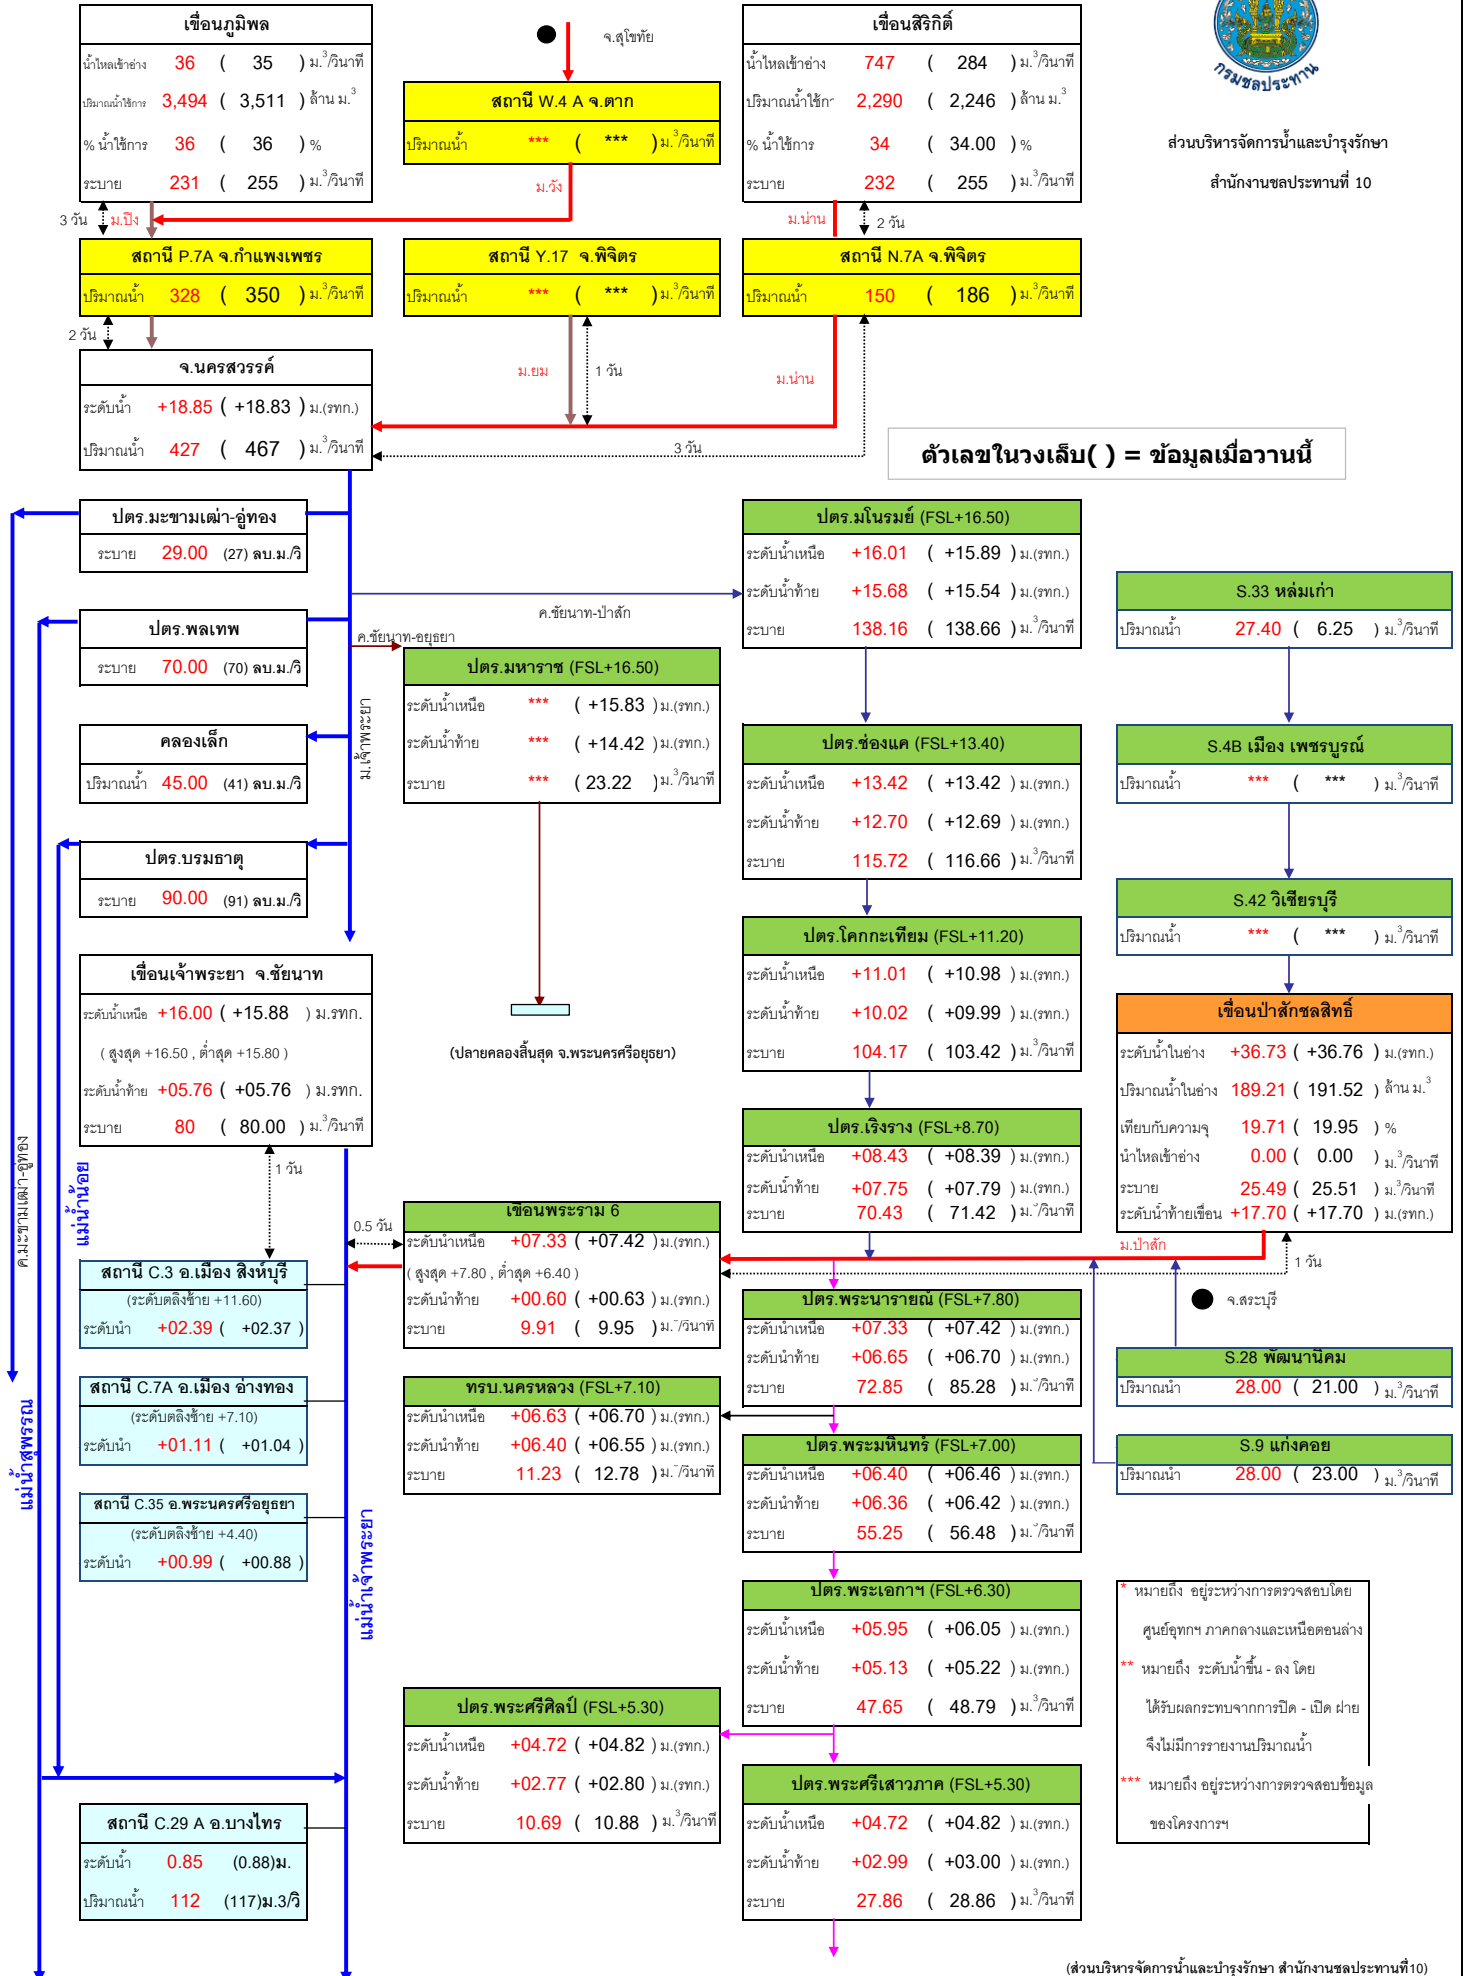 เขื่อนภูมิพล
น้ำไหลเข้าอ่าง 36 ( 35 ) ม.³/วินาที
ปริมาณน้ำใช้การ 3,494 ( 3,511 ) ล้าน ม.³
% น้ำใช้การ 36 ( 36 ) %
ระบาย 231 ( 255 ) ม.³/วินาที
จ.สุโขทัย
สถานี W.4 A จ.ตาก
ปริมาณน้ำ *** ( *** ) ม.³/วินาที
เขื่อนสิริกิติ์
น้ำไหลเข้าอ่าง 747 ( 284 ) ม.³/วินาที
ปริมาณน้ำใช้ก 2,290 ( 2,246 ) ล้าน ม.³
% น้ำใช้การ 34 ( 34.00 ) %
ระบาย 232 ( 255 ) ม.³/วินาที
กรมชลประทาน
ส่วนบริหารจัดการน้ำและบำรุงรักษา
สำนักงานชลประทานที่ 10
3 วัน
ม.ปิง
ม.วัง
ม.น่าน
2 วัน
สถานี P.7A จ.กำแพงเพชร
ปริมาณน้ำ 328 ( 350 ) ม.³/วินาที
สถานี Y.17 จ.พิจิตร
ปริมาณน้ำ *** ( *** ) ม.³/วินาที
สถานี N.7A จ.พิจิตร
ปริมาณน้ำ 150 ( 186 ) ม.³/วินาที
2 วัน
ม.ยม
1 วัน
ม.น่าน
จ.นครสวรรค์
ระดับน้ำ +18.85 ( +18.83 ) ม.(รทก.)
ปริมาณน้ำ 427 ( 467 ) ม.³/วินาที
3 วัน
ตัวเลขในวงเล็บ( ) = ข้อมูลเมื่อวานนี้
ปตร.มะขามเฒ่า-อู่ทอง
ระบาย 29.00 (27) ลบ.ม./วิ
ปตร.พลเทพ
ระบาย 70.00 (70) ลบ.ม./วิ
คลองเล็ก
ปริมาณน้ำ 45.00 (41) ลบ.ม./วิ
ปตร.บรมธาตุ
ระบาย 90.00 (91) ลบ.ม./วิ
ม.เจ้าพระยา
ค.ชัยนาท-ป่าสัก
ค.ชัยนาท-อยุธยา
ปตร.มหาราช (FSL+16.50)
ระดับน้ำเหนือ *** ( +15.83 ) ม.(รทก.)
ระดับน้ำท้าย *** ( +14.42 ) ม.(รทก.)
ระบาย *** ( 23.22 ) ม.³/วินาที
(ปลายคลองสิ้นสุด จ.พระนครศรีอยุธยา)
ปตร.มโนรมย์ (FSL+16.50)
ระดับน้ำเหนือ +16.01 ( +15.89 ) ม.(รทก.)
ระดับน้ำท้าย +15.68 ( +15.54 ) ม.(รทก.)
ระบาย 138.16 ( 138.66 ) ม.³/วินาที
ปตร.ช่องแค (FSL+13.40)
ระดับน้ำเหนือ +13.42 ( +13.42 ) ม.(รทก.)
ระดับน้ำท้าย +12.70 ( +12.69 ) ม.(รทก.)
ระบาย 115.72 ( 116.66 ) ม.³/วินาที
ปตร.โคกกะเทียม (FSL+11.20)
ระดับน้ำเหนือ +11.01 ( +10.98 ) ม.(รทก.)
ระดับน้ำท้าย +10.02 ( +09.99 ) ม.(รทก.)
ระบาย 104.17 ( 103.42 ) ม.³/วินาที
ปตร.เริงราง (FSL+8.70)
ระดับน้ำเหนือ +08.43 ( +08.39 ) ม.(รทก.)
ระดับน้ำท้าย +07.75 ( +07.79 ) ม.(รทก.)
ระบาย 70.43 ( 71.42 ) ม.³/วินาที
S.33 หล่มเก่า
ปริมาณน้ำ 27.40 ( 6.25 ) ม.³/วินาที
S.4B เมือง เพชรบูรณ์
ปริมาณน้ำ *** ( *** ) ม.³/วินาที
S.42 วิเชียรบุรี
ปริมาณน้ำ *** ( *** ) ม.³/วินาที
เขื่อนป่าสักชลสิทธิ์
ระดับน้ำในอ่าง +36.73 ( +36.76 ) ม.(รทก.)
ปริมาณน้ำในอ่าง 189.21 ( 191.52 ) ล้าน ม.³
เทียบกับความจุ 19.71 ( 19.95 ) %
น้ำไหลเข้าอ่าง 0.00 ( 0.00 ) ม.³/วินาที
ระบาย 25.49 ( 25.51 ) ม.³/วินาที
ระดับน้ำท้ายเขื่อน +17.70 ( +17.70 ) ม.(รทก.)
ม.ป่าสัก
1 วัน
จ.สระบุรี
เขื่อนเจ้าพระยา จ.ชัยนาท
ระดับน้ำเหนือ +16.00 ( +15.88 ) ม.รทก.
( สูงสุด +16.50 , ต่ำสุด +15.80 )
ระดับน้ำท้าย +05.76 ( +05.76 ) ม.รทก.
ระบาย 80 ( 80.00 ) ม.³/วินาที
1 วัน
0.5 วัน
ค.มะขามเฒ่า-อู่ทอง
แม่น้ำน้อย
แม่น้ำสุพรรณ
แม่น้ำเจ้าพระยา
เขื่อนพระราม 6
ระดับน้ำเหนือ +07.33 ( +07.42 ) ม.(รทก.)
( สูงสุด +7.80 , ต่ำสุด +6.40 )
ระดับน้ำท้าย +00.60 ( +00.63 ) ม.(รทก.)
ระบาย 9.91 ( 9.95 ) ม.³/วินาที
สถานี C.3 อ.เมือง สิงห์บุรี
(ระดับตลิ่งซ้าย +11.60)
ระดับน้ำ +02.39 ( +02.37 )
สถานี C.7A อ.เมือง อ่างทอง
(ระดับตลิ่งซ้าย +7.10)
ระดับน้ำ +01.11 ( +01.04 )
สถานี C.35 อ.พระนครศรีอยุธยา
(ระดับตลิ่งซ้าย +4.40)
ระดับน้ำ +00.99 ( +00.88 )
ทรบ.นครหลวง (FSL+7.10)
ระดับน้ำเหนือ +06.63 ( +06.70 ) ม.(รทก.)
ระดับน้ำท้าย +06.40 ( +06.55 ) ม.(รทก.)
ระบาย 11.23 ( 12.78 ) ม.³/วินาที
ปตร.พระนารายณ์ (FSL+7.80)
ระดับน้ำเหนือ +07.33 ( +07.42 ) ม.(รทก.)
ระดับน้ำท้าย +06.65 ( +06.70 ) ม.(รทก.)
ระบาย 72.85 ( 85.28 ) ม.³/วินาที
ปตร.พระมหินทร์ (FSL+7.00)
ระดับน้ำเหนือ +06.40 ( +06.46 ) ม.(รทก.)
ระดับน้ำท้าย +06.36 ( +06.42 ) ม.(รทก.)
ระบาย 55.25 ( 56.48 ) ม.³/วินาที
S.28 พัฒนานิคม
ปริมาณน้ำ 28.00 ( 21.00 ) ม.³/วินาที
S.9 แก่งคอย
ปริมาณน้ำ 28.00 ( 23.00 ) ม.³/วินาที
ปตร.พระเอกาฯ (FSL+6.30)
ระดับน้ำเหนือ +05.95 ( +06.05 ) ม.(รทก.)
ระดับน้ำท้าย +05.13 ( +05.22 ) ม.(รทก.)
ระบาย 47.65 ( 48.79 ) ม.³/วินาที
* หมายถึง อยู่ระหว่างการตรวจสอบโดย
ศูนย์อุทกฯ ภาคกลางและเหนือตอนล่าง
** หมายถึง ระดับน้ำขึ้น - ลง โดย
ได้รับผลกระทบจากการปิด - เปิด ฝาย
จึงไม่มีการรายงานปริมาณน้ำ
*** หมายถึง อยู่ระหว่างการตรวจสอบข้อมูล
ของโครงการฯ
ปตร.พระศรีศิลป์ (FSL+5.30)
ระดับน้ำเหนือ +04.72 ( +04.82 ) ม.(รทก.)
ระดับน้ำท้าย +02.77 ( +02.80 ) ม.(รทก.)
ระบาย 10.69 ( 10.88 ) ม.³/วินาที
ปตร.พระศรีเสาวภาค (FSL+5.30)
ระดับน้ำเหนือ +04.72 ( +04.82 ) ม.(รทก.)
ระดับน้ำท้าย +02.99 ( +03.00 ) ม.(รทก.)
ระบาย 27.86 ( 28.86 ) ม.³/วินาที
สถานี C.29 A อ.บางไทร
ระดับน้ำ 0.85 (0.88)ม.
ปริมาณน้ำ 112 (117)ม.3/วิ
(ส่วนบริหารจัดการน้ำและบำรุงรักษา สำนักงานชลประทานที่10)